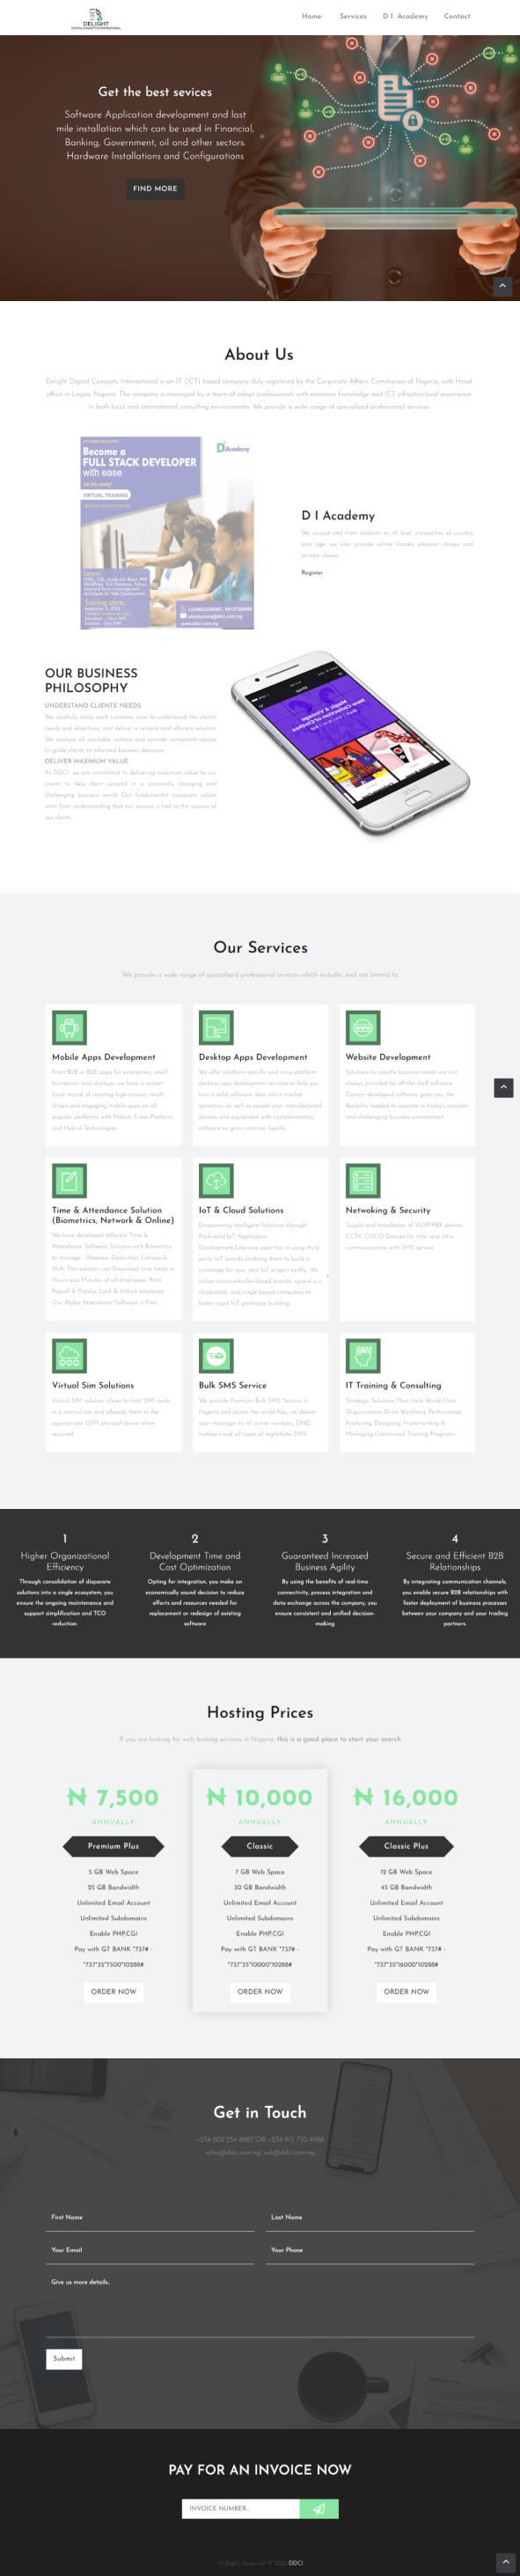 DELIGHT
DIGITAL CONCEPTS INTERNATIONAL
Home Services D I Academy Contact
Get the best sevices
Software Application development and last
mile installation which can be used in Financial,
Banking, Government, oil and other sectors.
Hardware Installations and Configurations
FIND MORE
About Us
Delight Digital Concepts International is an IT (ICT) based company duly registered by the Corporate Affairs Commission of Nigeria, with Head
office in Lagos, Nigeria. The company is managed by a team of adept professionals with extensive knowledge and ICT infrastructural experience
in both local and international consulting environments. We provide a wide range of specialized professional services
Become a
FULL STACK DEVELOPER
with ease
be job ready!
VIRTUAL TRAINING
D Academy
Learn:
Training starts:
www.ddci.com.ng
D I Academy
We accept and train students of all level irrespective of country
and age, we also provide online classes, physical classes and
private classes
Register
OUR BUSINESS
PHILOSOPHY
UNDERSTAND CLIENTS' NEEDS
We carefully study each customer case to understand the client's
needs and objectives, and deliver a reliable and efficient solution.
We analyze all available options and provide competent advice
to guide clients to informed business decisions.
DELIVER MAXIMUM VALUE
At DDCI, we are committed to delivering maximum value to our
clients to help them succeed in a constantly changing and
challenging business world. Our fundamental corporate values
stem from understanding that our success is tied to the success of
our clients.
Our Services
We provide a wide range of specialized professional services which includes and not limited to:
Mobile Apps Development
From B2B to B2E apps for enterprises, small
businesses, and startups, we have a proven
track record of creating high-impact, result
driven and engaging mobile apps on all
popular platforms with Native, Cross-Platform,
and Hybrid Technologies
Desktop Apps Development
We offer platform-specific and cross-platform
desktop app development services to help you
turn a solid software idea into a market
sensation, as well as couple your manufactured
devices and equipment with complementary
software to gain customer loyalty.
Website Development
Solutions to specific business needs are not
always provided by off-the-shelf software.
Custom developed software gives you the
flexibility needed to operate in today's complex
and challenging business environment
Time & Attendance Solution
(Biometrics, Network & Online)
We have developed different Time &
Attendance Software Solution with Biometrics
to manage - Absence, Deduction, Lateness &
Shift. This solution can Download time totals in
Hours and Minutes of all employees, Print
Payroll & Payslip, Lock & Unlock employee.
Our Alpha Attendance Software is Free
IoT & Cloud Solutions
Empowering Intelligent Solutions through
Rock-solid IoT Application
Development.Extensive expertise in using third
party IoT boards enabling them to build a
prototype for your next IoT project swiftly. We
utilize microcontroller-based boards, system o n
chipboards, and single-board computers to
foster rapid IoT prototype building.
Netwoking & Security
Supply and Installation of VOIP/PBX phones,
CCTV, CISCO Devices for inter and intra
communications with SMS service
Virtual Sim Solutions
Virtual SIM solution allows to host SIM cards
in a central site and allocate them to the
appropriate GSM physical device when
required
Bulk SMS Service
We provide Premium Bulk SMS Service in
Nigeria and across the world.Also, we deliver
your messages to all active numbers, DND
numbers and all types of legitimate SMS.
IT Training & Consulting
Strategic Solutions That Help World-Class
Organisations Drive Workforce Performance.
Analysing, Designing, Implementing &
Managing Customised Training Programs.
1
Higher Organizational
Efficiency
Through consolidation of disparate
solutions into a single ecosystem, you
ensure the ongoing maintenance and
support simplification and TCO
reduction.
2
Development Time and
Cost Optimization
Opting for integration, you make an
economically sound decision to reduce
efforts and resources needed for
replacement or redesign of existing
software
3
Guaranteed Increased
Business Agility
By using the benefits of real-time
connectivity, process integration and
data exchange across the company, you
ensure consistent and unified decision-
making
4
Secure and Efficient B2B
Relationships
By integrating communication channels,
you enable secure B2B relationships with
faster deployment of business processes
between your company and your trading
partners.
Hosting Prices
If you are looking for web hosting services in Nigeria, this is a good place to start your search
₦ 7,500
ANNUALLY
Premium Plus
5 GB Web Space
25 GB Bandwidth
Unlimited Email Account
Unlimited Subdomains
Enable PHP,CGI
Pay with GT BANK *737# -
*737*35*7500*10288#
ORDER NOW
₦ 10,000
ANNUALLY
Classic
7 GB Web Space
30 GB Bandwidth
Unlimited Email Account
Unlimited Subdomains
Enable PHP,CGI
Pay with GT BANK *737# -
*737*35*10000*10288#
ORDER NOW
₦ 16,000
ANNUALLY
Classic Plus
12 GB Web Space
45 GB Bandwidth
Unlimited Email Account
Unlimited Subdomains
Enable PHP,CGI
Pay with GT BANK *737# -
*737*35*16000*10288#
ORDER NOW
Get in Touch
+234 802 254 8987 OR +234 913 730 4988
sales@ddci.com.ng, ask@ddci.com.ng
First Name Last Name
Your Email Your Phone
Give us more details..
Submit
PAY FOR AN INVOICE NOW
INVOICE NUMBER...
All Rights Reserved. © 2022 DDCI